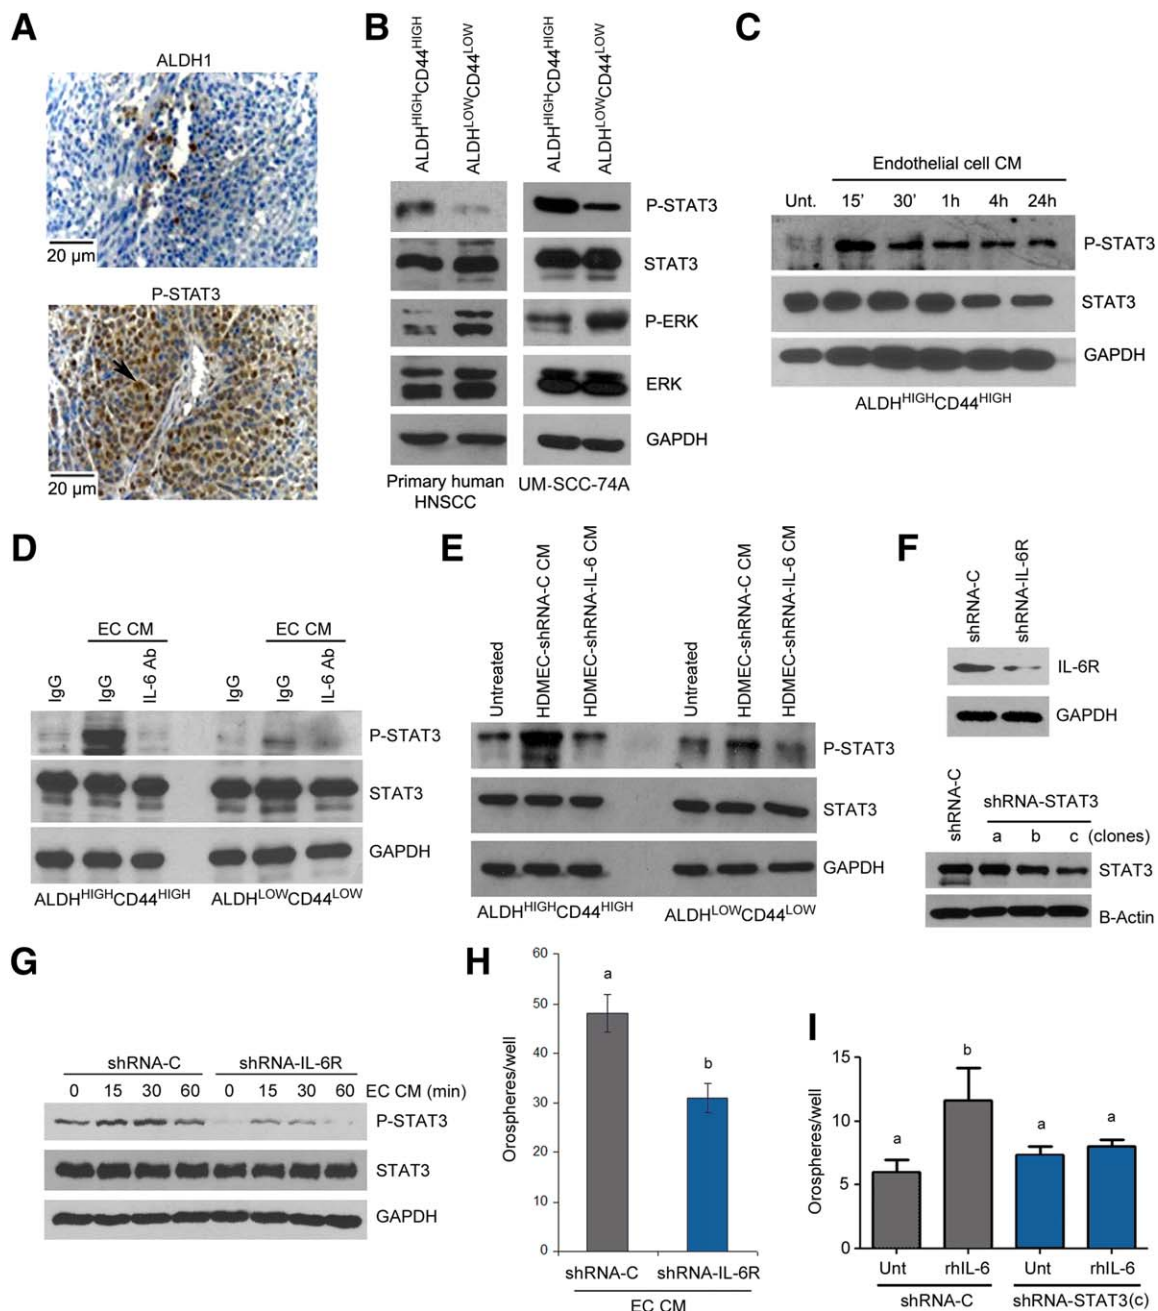 A
ALDH1
20 µm
P-STAT3
20 µm
B
ALDHHIGHCD44HIGH
ALDHLOWCD44LOW
ALDHHIGHCD44HIGH
ALDHLOWCD44LOW
P-STAT3
STAT3
P-ERK
ERK
GAPDH
Primary human
HNSCC
UM-SCC-74A
C
Endothelial cell CM
Unt. 15' 30' 1h 4h 24h
P-STAT3
STAT3
GAPDH
ALDHHIGHCD44HIGH
D
EC CM EC CM
IgG IgG IL-6 Ab IgG IgG IL-6 Ab
P-STAT3
STAT3
GAPDH
ALDHHIGHCD44HIGH ALDHLOWCD44LOW
E
Untreated
HDMEC-shRNA-C CM
HDMEC-shRNA-IL-6 CM
Untreated
HDMEC-shRNA-C CM
HDMEC-shRNA-IL-6 CM
P-STAT3
STAT3
GAPDH
ALDHHIGHCD44HIGH ALDHLOWCD44LOW
F
shRNA-C
shRNA-IL-6R
IL-6R
GAPDH
shRNA-C
shRNA-STAT3
a b c (clones)
STAT3
B-Actin
G
shRNA-C shRNA-IL-6R
0 15 30 60 0 15 30 60 EC CM (min)
P-STAT3
STAT3
GAPDH
H
Orospheres/well
60
50
40
30
20
10
0
a
b
shRNA-C shRNA-IL-6R
EC CM
I
Orospheres/well
15
10
5
0
a
b
a
a
Unt rhIL-6 Unt rhIL-6
shRNA-C shRNA-STAT3(c)